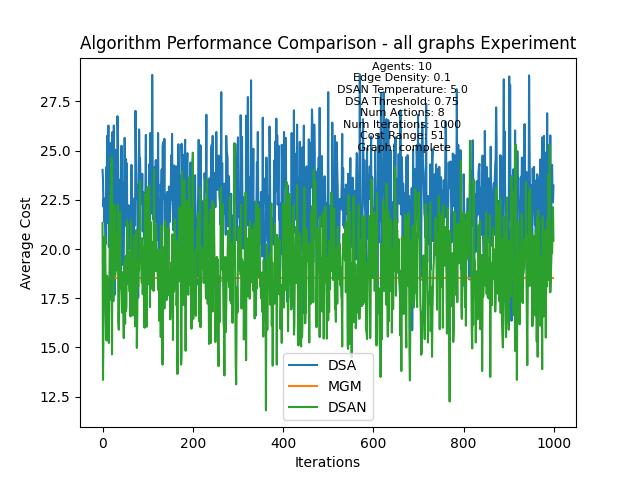 Algorithm Performance Comparison - all graphs Experiment
Agents: 10
Edge Density: 0.1
DSAN Temperature: 5.0
DSA Threshold: 0.75
Num Actions: 8
Num Iterations: 1000
Cost Range: 51
Graph: complete
Average Cost
27.5
25.0
22.5
20.0
17.5
15.0
12.5
DSA
MGM
DSAN
0
200
400
600
800
1000
Iterations